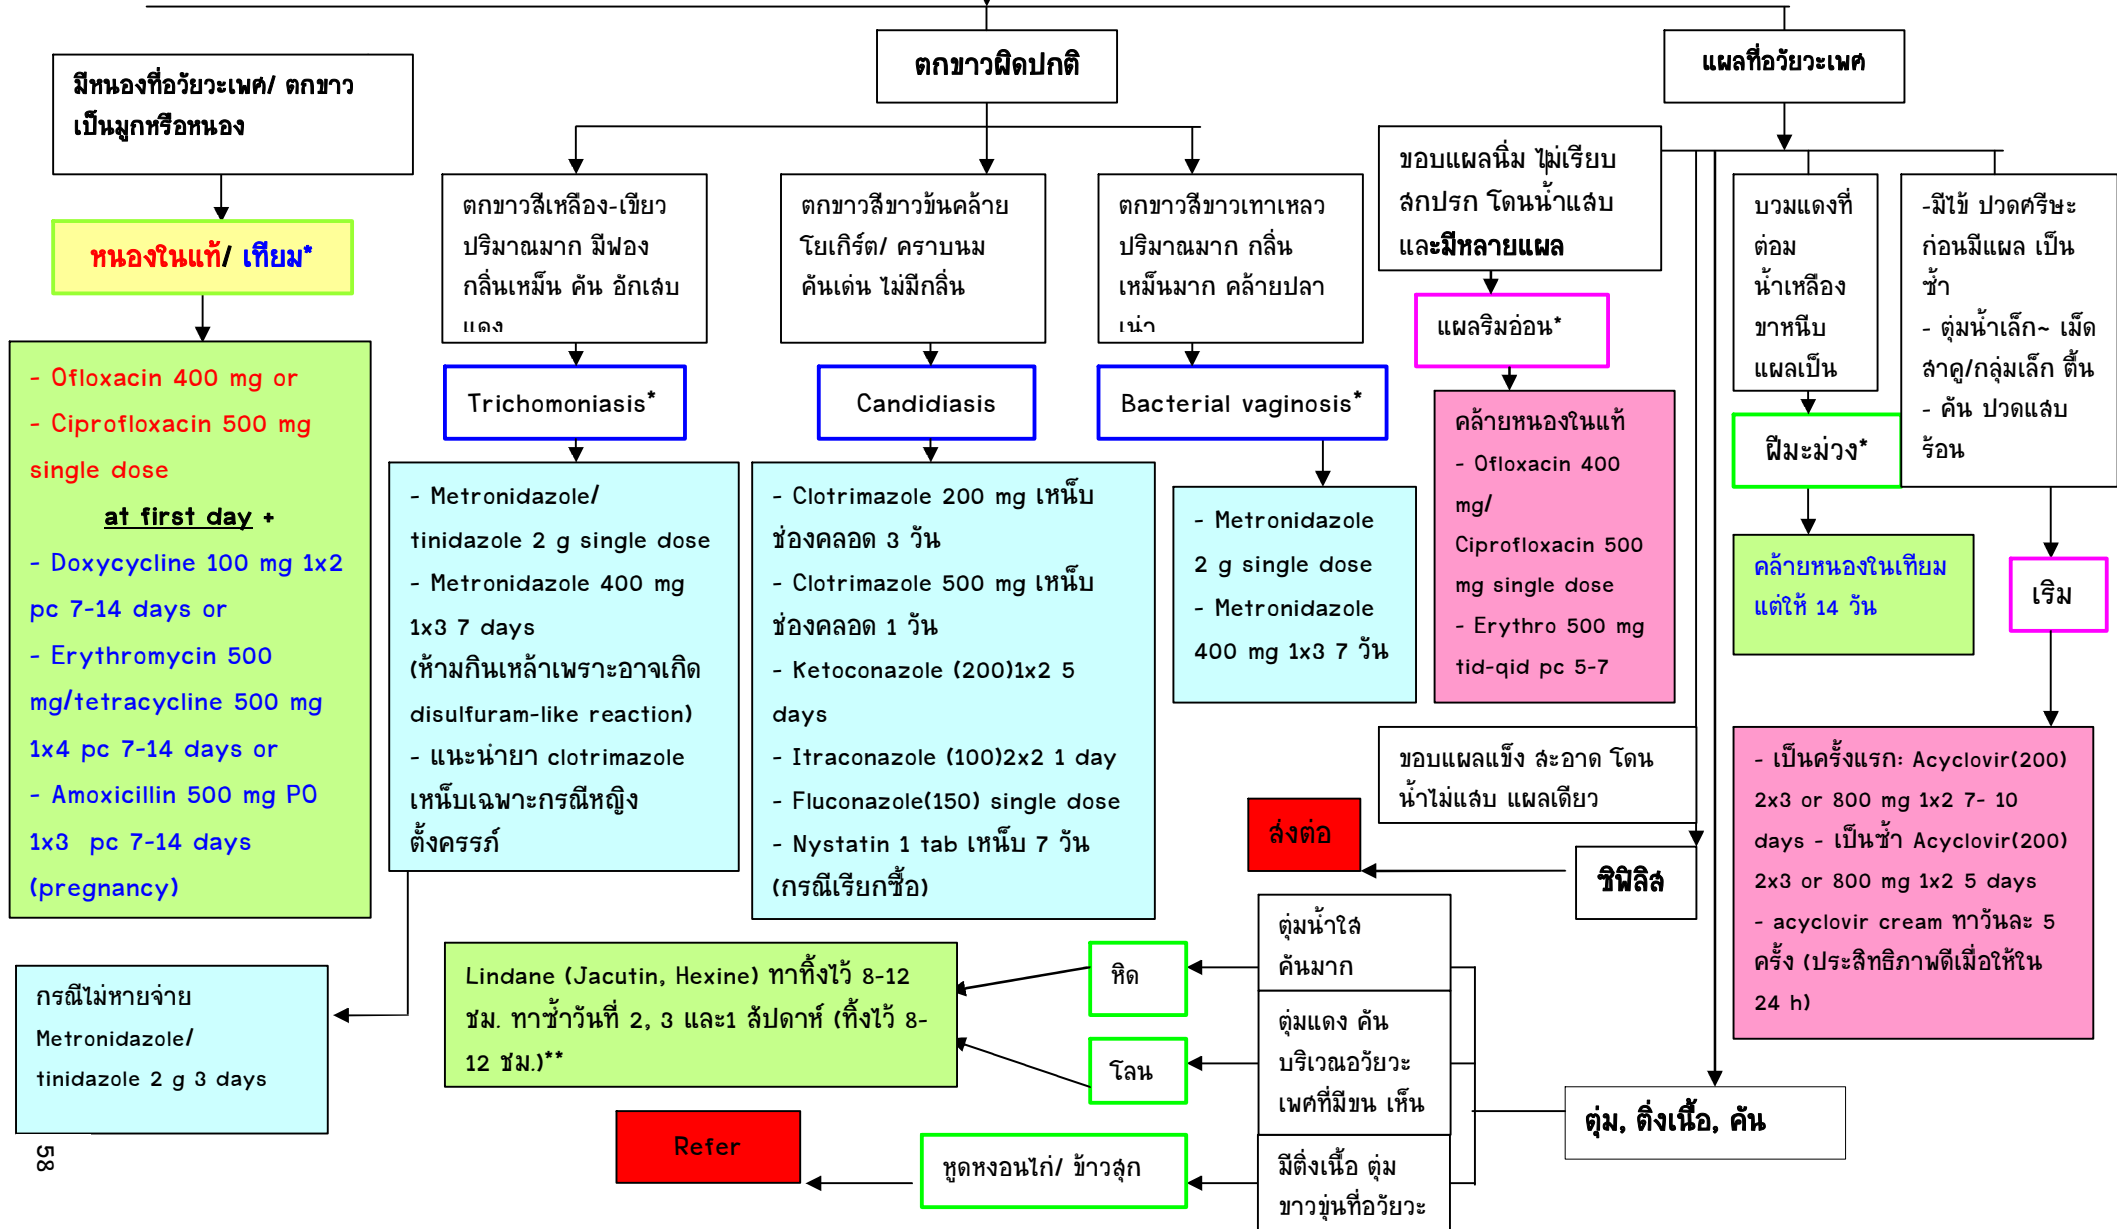 มีหนองที่อวัยวะเพศ/ ตกขาว
เป็นมูกหรือหนอง
หนองในแท้/ เทียม*
- Ofloxacin 400 mg or
- Ciprofloxacin 500 mg
single dose
at first day +
- Doxycycline 100 mg 1x2
pc 7-14 days or
- Erythromycin 500
mg/tetracycline 500 mg
1x4 pc 7-14 days or
- Amoxicillin 500 mg PO
1x3 pc 7-14 days
(pregnancy)
ตกขาวผิดปกติ
ตกขาวสีเหลือง-เขียว
ปริมาณมาก มีฟอง
กลิ่นเหม็น คัน อักเสบ
แดง
Trichomoniasis*
- Metronidazole/
tinidazole 2 g single dose
- Metronidazole 400 mg
1x3 7 days
(ห้ามกินเหล้าเพราะอาจเกิด
disulfuram-like reaction)
- แนะนำยา clotrimazole
เหน็บเฉพาะกรณีหญิง
ตั้งครรภ์
กรณีไม่หายจ่าย
Metronidazole/
tinidazole 2 g 3 days
ตกขาวสีขาวข้นคล้าย
โยเกิร์ต/ คราบนม
คันเด่น ไม่มีกลิ่น
Candidiasis
- Clotrimazole 200 mg เหน็บ
ช่องคลอด 3 วัน
- Clotrimazole 500 mg เหน็บ
ช่องคลอด 1 วัน
- Ketoconazole (200)1x2 5
days
- Itraconazole (100)2x2 1 day
- Fluconazole(150) single dose
- Nystatin 1 tab เหน็บ 7 วัน
(กรณีเรียกซื้อ)
ตกขาวสีขาวเทาเหลว
ปริมาณมาก กลิ่น
เหม็นมาก คล้ายปลา
เน่า
Bacterial vaginosis*
- Metronidazole
2 g single dose
- Metronidazole
400 mg 1x3 7 วัน
แผลที่อวัยวะเพศ
ขอบแผลนิ่ม ไม่เรียบ
สกปรก โดนน้ำแสบ
และมีหลายแผล
แผลริมอ่อน*
คล้ายหนองในแท้
- Ofloxacin 400
mg/
Ciprofloxacin 500
mg single dose
- Erythro 500 mg
tid-qid pc 5-7
บวมแดงที่
ต่อม
น้ำเหลือง
ขาหนีบ
แผลเป็น
ฝีมะม่วง*
คล้ายหนองในเทียม
แต่ให้ 14 วัน
-มีไข้ ปวดศรีษะ
ก่อนมีแผล เป็น
ซ้ำ
- ตุ่มน้ำเล็ก~ เม็ด
สาคู/กลุ่มเล็ก ตื้น
- คัน ปวดแสบ
ร้อน
เริม
- เป็นครั้งแรก: Acyclovir(200)
2x3 or 800 mg 1x2 7- 10
days - เป็นซ้ำ Acyclovir(200)
2x3 or 800 mg 1x2 5 days
- acyclovir cream ทาวันละ 5
ครั้ง (ประสิทธิภาพดีเมื่อให้ใน
24 h)
ขอบแผลแข็ง สะอาด โดน
น้ำไม่แสบ แผลเดียว
ซิฟิลิส
ส่งต่อ
ตุ่ม, ติ่งเนื้อ, คัน
ตุ่มน้ำใส
คันมาก
หิด
ตุ่มแดง คัน
บริเวณอวัยวะ
เพศที่มีขน เห็น
โลน
Lindane (Jacutin, Hexine) ทาทิ้งไว้ 8-12
ชม. ทาซ้ำวันที่ 2, 3 และ1 สัปดาห์ (ทิ้งไว้ 8-
12 ชม.)**
มีติ่งเนื้อ ตุ่ม
ขาวขุ่นที่อวัยวะ
หูดหงอนไก่/ ข้าวสุก
Refer
58